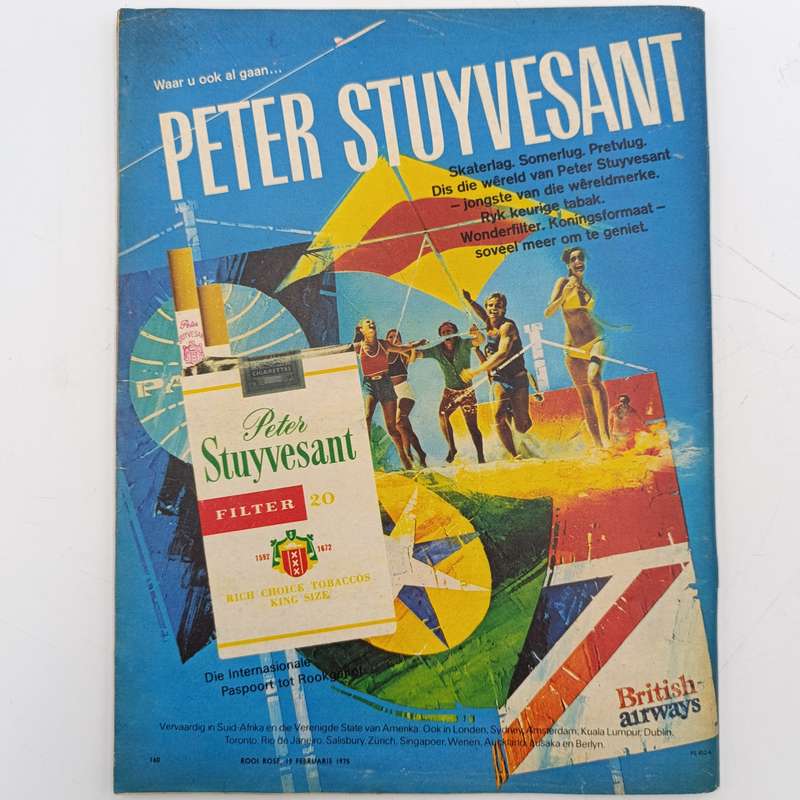 Waar u ook al gaan...
PETER STUYVESANT
Skaterlag. Somerlug. Pretvlug.
Dis die wêreld van Peter Stuyvesant
– jongste van die wêreldmerke.
Ryk keurige tabak.
Wonderfilter. Koningsformaat –
soveel meer om te geniet.
Peter
STUYVESANT
PA
CIGARETTES
Peter
Stuyvesant
FILTER 20
1592 1672
RICH CHOICE TOBACCOS
KING SIZE
Die Internasionale
Paspoort tot Rookgenot
British
airways
Vervaardig in Suid-Afrika en die Verenigde State van Amerika. Ook in Londen, Sydney, Amsterdam, Kuala Lumpur, Dublin,
Toronto, Rio de Janeiro, Salisbury, Zürich, Singapoer, Wenen, Auckland, Lusaka en Berlyn.
160 ROOI ROSE, 19 FEBRUARIE 1975